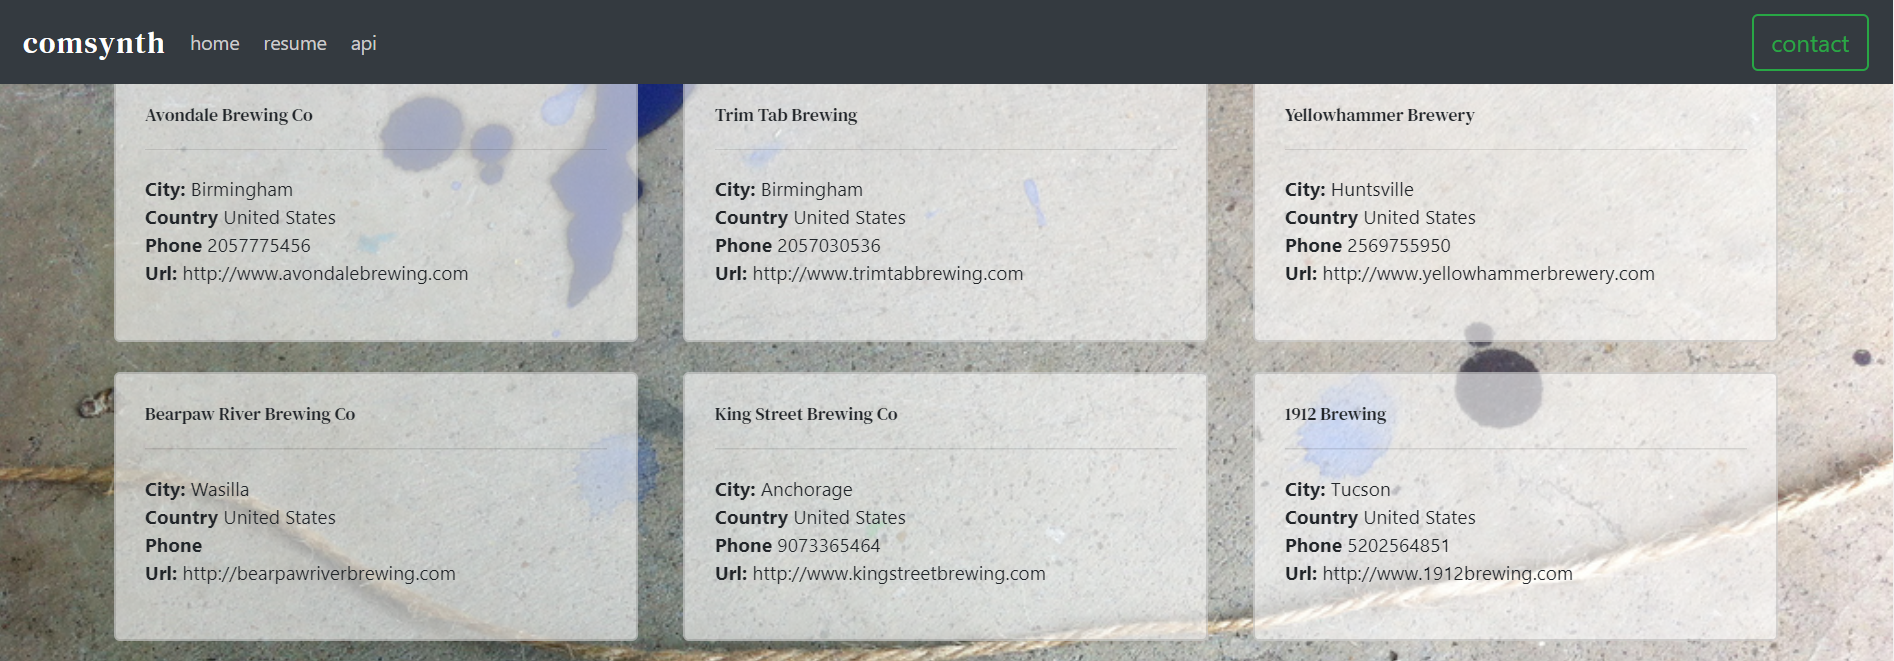 comsynth home resume api contact
Avondale Brewing Co
City: Birmingham
Country United States
Phone 2057775456
Url: http://www.avondalebrewing.com
Trim Tab Brewing
City: Birmingham
Country United States
Phone 2057030536
Url: http://www.trimtabbrewing.com
Yellowhammer Brewery
City: Huntsville
Country United States
Phone 2569755950
Url: http://www.yellowhammerbrewery.com
Bearpaw River Brewing Co
City: Wasilla
Country United States
Phone
Url: http://bearpawriverbrewing.com
King Street Brewing Co
City: Anchorage
Country United States
Phone 9073365464
Url: http://www.kingstreetbrewing.com
1912 Brewing
City: Tucson
Country United States
Phone 5202564851
Url: http://www.1912brewing.com